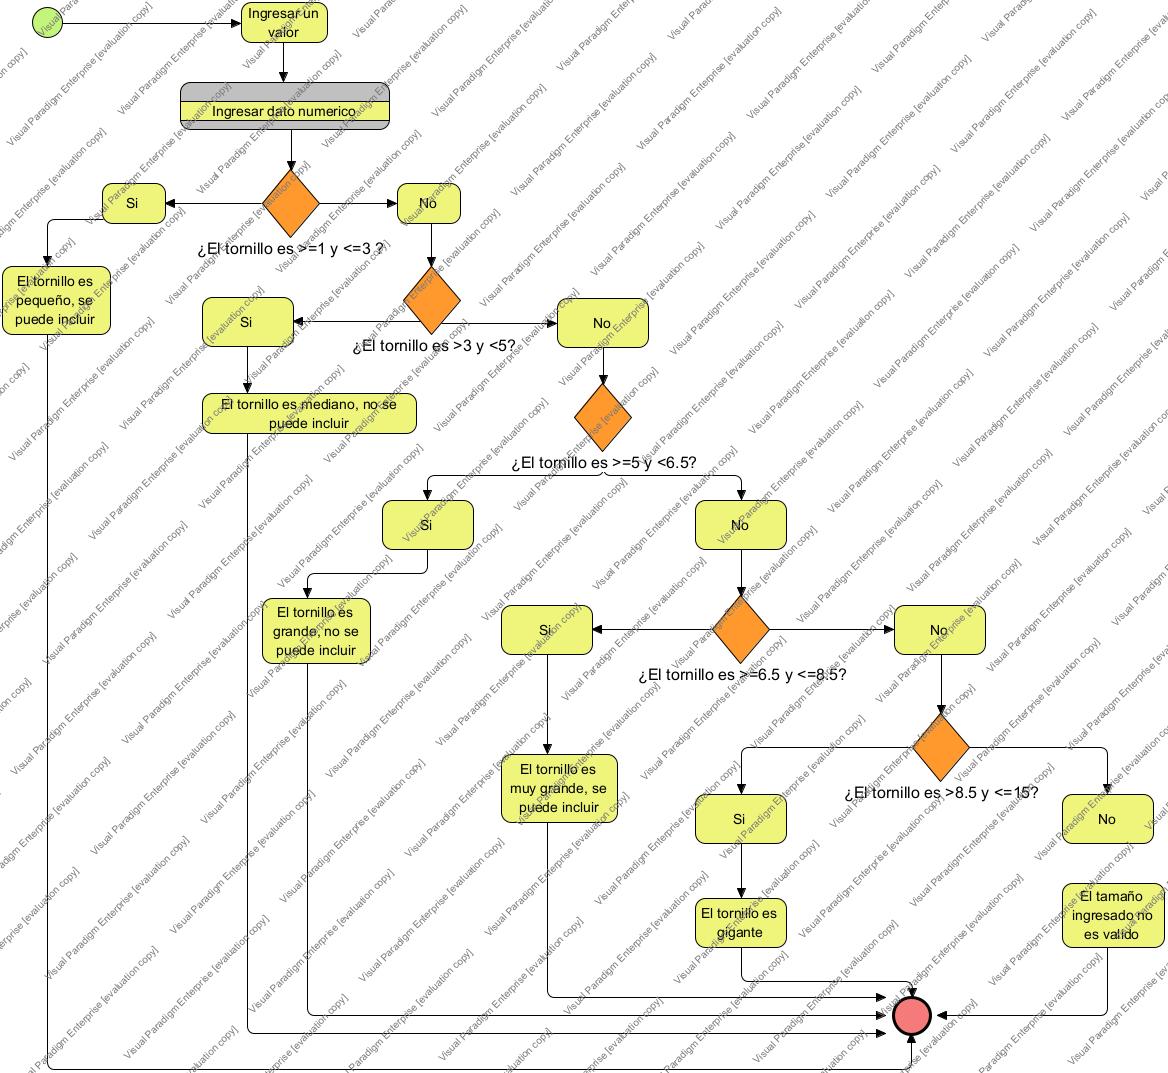 Ingresar un
valor
Ingresar dato numerico
Si
No
¿El tornillo es >=1 y <=3 ?
El tornillo es
pequeño, se
puede incluir
Si
No
¿El tornillo es >3 y <5?
El tornillo es mediano, no se
puede incluir
¿El tornillo es >=5 y <6.5?
Si
No
El tornillo es
grande, no se
puede incluir
Si
No
¿El tornillo es >=6.5 y <=8.5?
El tornillo es
muy grande, se
puede incluir
¿El tornillo es >8.5 y <=15?
Si
No
El tornillo es
gigante
El tamaño
ingresado no
es valido
Visual Paradigm Enterprise [evaluation copy]